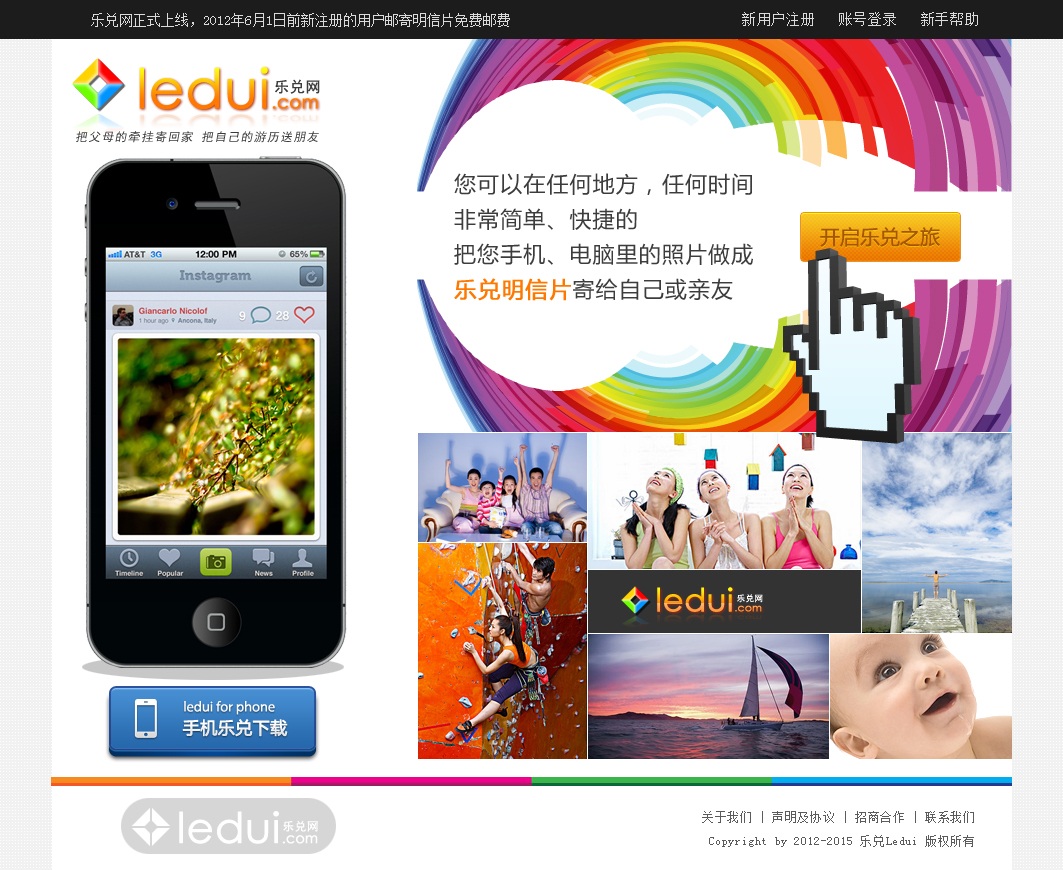 乐兑网正式上线，2012年6月1日前新注册的用户邮寄明信片免费邮费
新用户注册 账号登录 新手帮助
ledui.com 乐兑网
把父母的牵挂寄回家 把自己的游历送朋友
您可以在任何地方，任何时间
非常简单、快捷的
把您手机、电脑里的照片做成
乐兑明信片寄给自己或亲友
开启乐兑之旅
AT&T 3G 12:00 PM 65%
Instagram
Giancarlo Nicolof
1 hour ago Ancona, Italy
9 28
Timeline Popular News Profile
ledui for phone
手机乐兑下载
ledui.com 乐兑网
ledui.com 乐兑网
关于我们 | 声明及协议 | 招商合作 | 联系我们
Copyright by 2012-2015 乐兑Ledui 版权所有